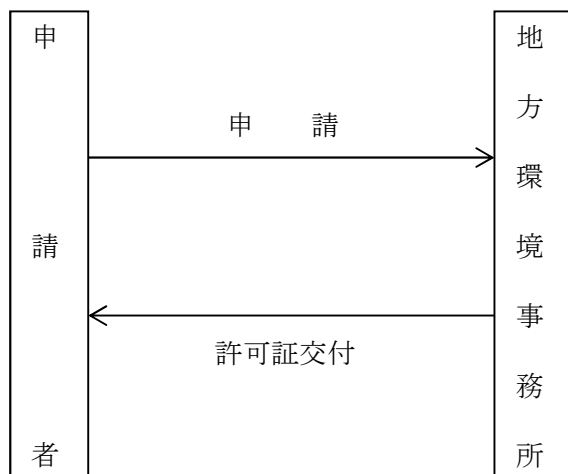 申請者
申　　請
許可証交付
地方環境事務所